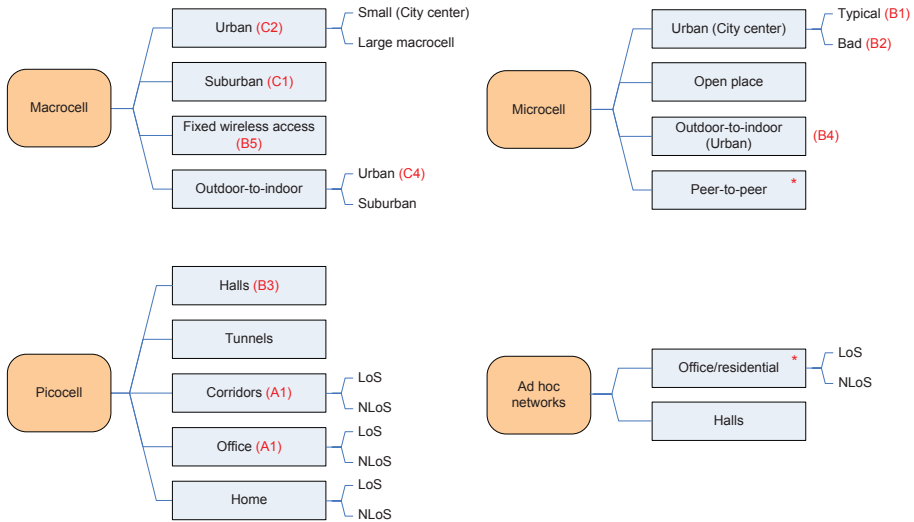 Macrocell
Urban (C2)
Small (City center)
Large macrocell
Suburban (C1)
Fixed wireless access
(B5)
Outdoor-to-indoor
Urban (C4)
Suburban
Microcell
Urban (City center)
Typical (B1)
Bad (B2)
Open place
Outdoor-to-indoor
(Urban)
(B4)
Peer-to-peer *
Picocell
Halls (B3)
Tunnels
Corridors (A1)
LoS
NLoS
Office (A1)
LoS
NLoS
Home
LoS
NLoS
Ad hoc
networks
Office/residential *
LoS
NLoS
Halls